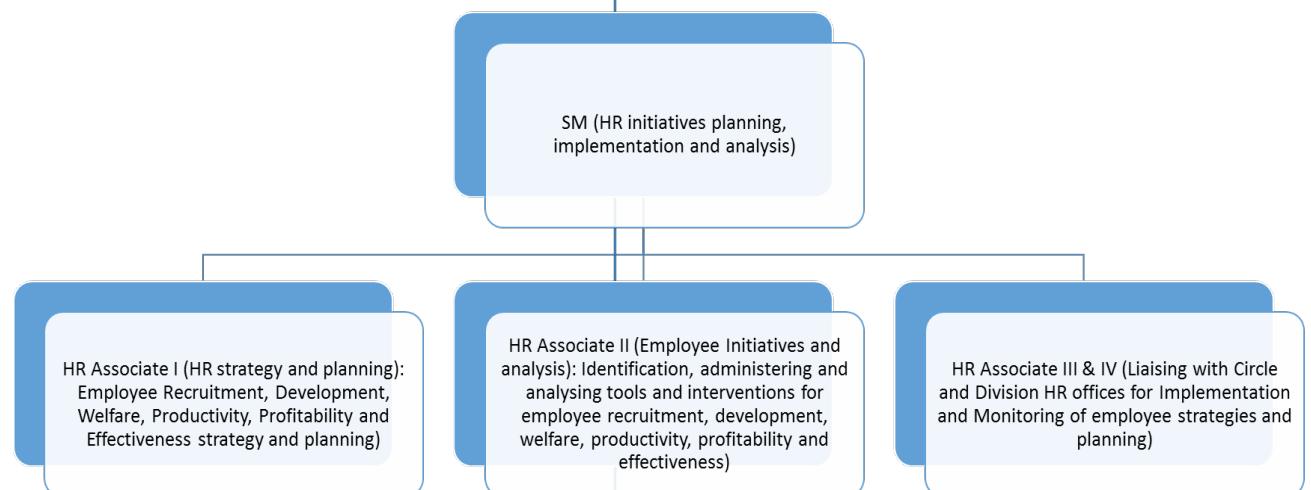 SM (HR initiatives planning,
implementation and analysis)
HR Associate I (HR strategy and planning):
Employee Recruitment, Development,
Welfare, Productivity, Profitability and
Effectiveness strategy and planning)
HR Associate II (Employee Initiatives and
analysis): Identification, administering and
analysing tools and interventions for
employee recruitment, development,
welfare, productivity, profitability and
effectiveness)
HR Associate III & IV (Liaising with Circle
and Division HR offices for Implementation
and Monitoring of employee strategies and
planning)